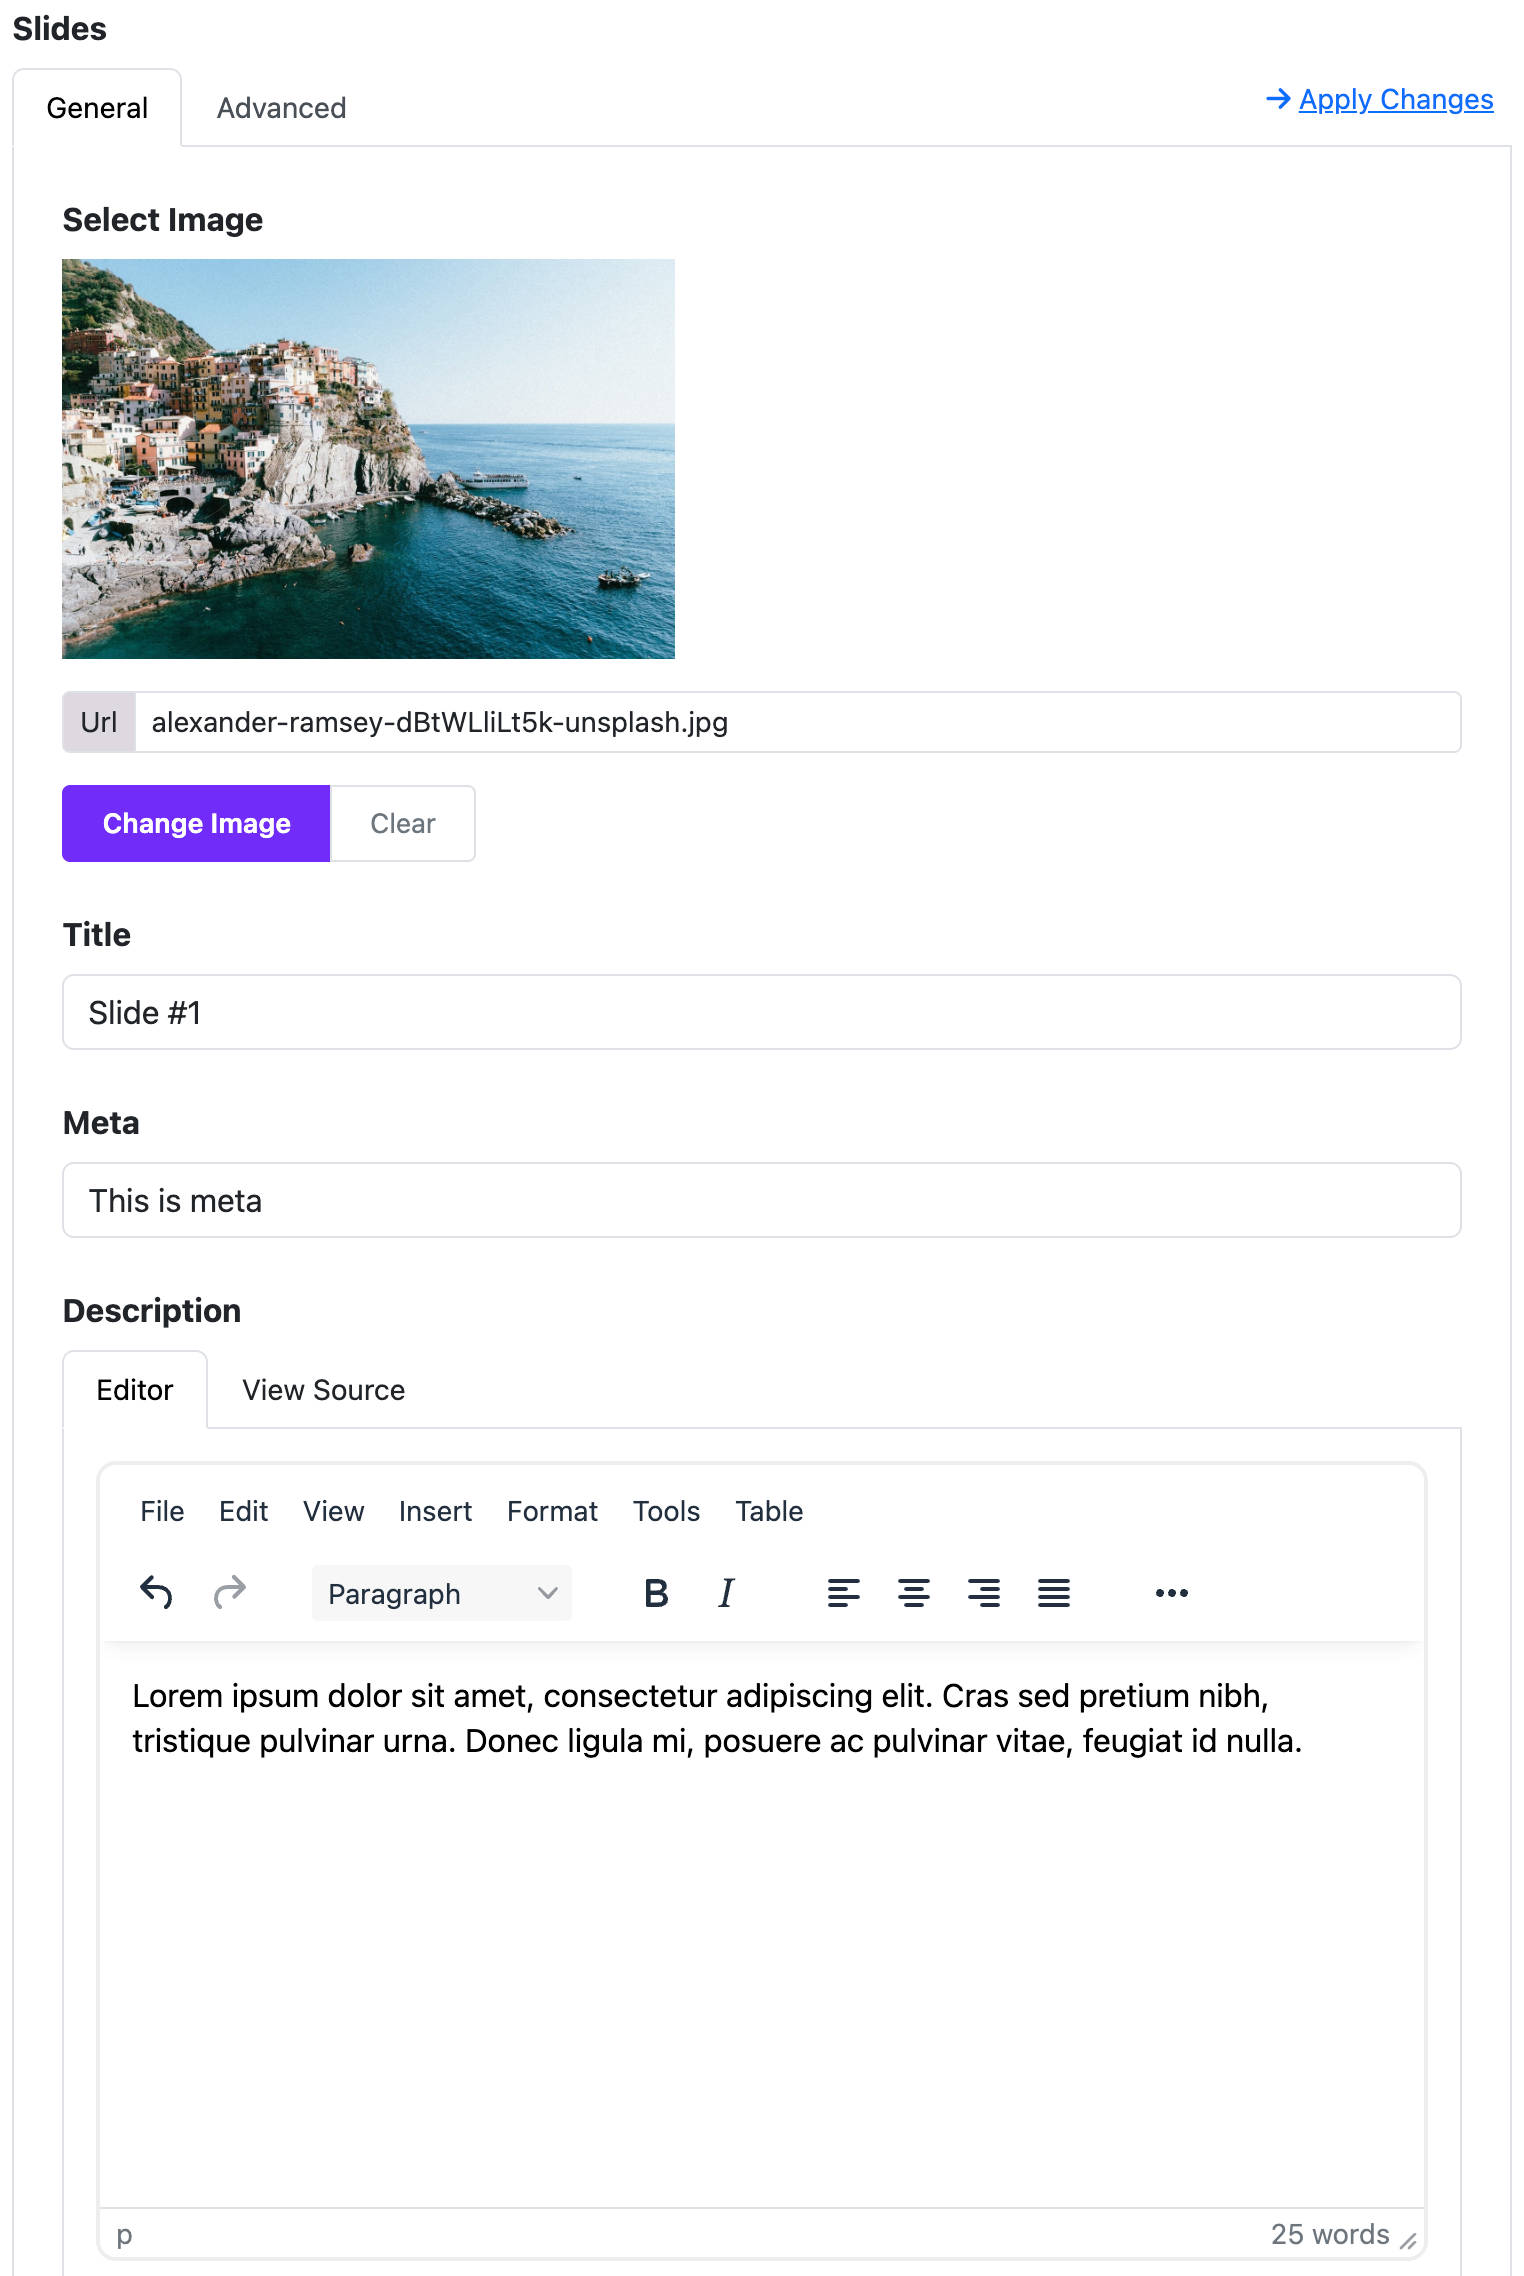 Slides
General Advanced Apply Changes
Select Image
Url alexander-ramsey-dBtWLliLt5k-unsplash.jpg
Change Image Clear
Title
Slide #1
Meta
This is meta
Description
Editor View Source
File Edit View Insert Format Tools Table
Paragraph B I
Lorem ipsum dolor sit amet, consectetur adipiscing elit. Cras sed pretium nibh,
tristique pulvinar urna. Donec ligula mi, posuere ac pulvinar vitae, feugiat id nulla.
p 25 words